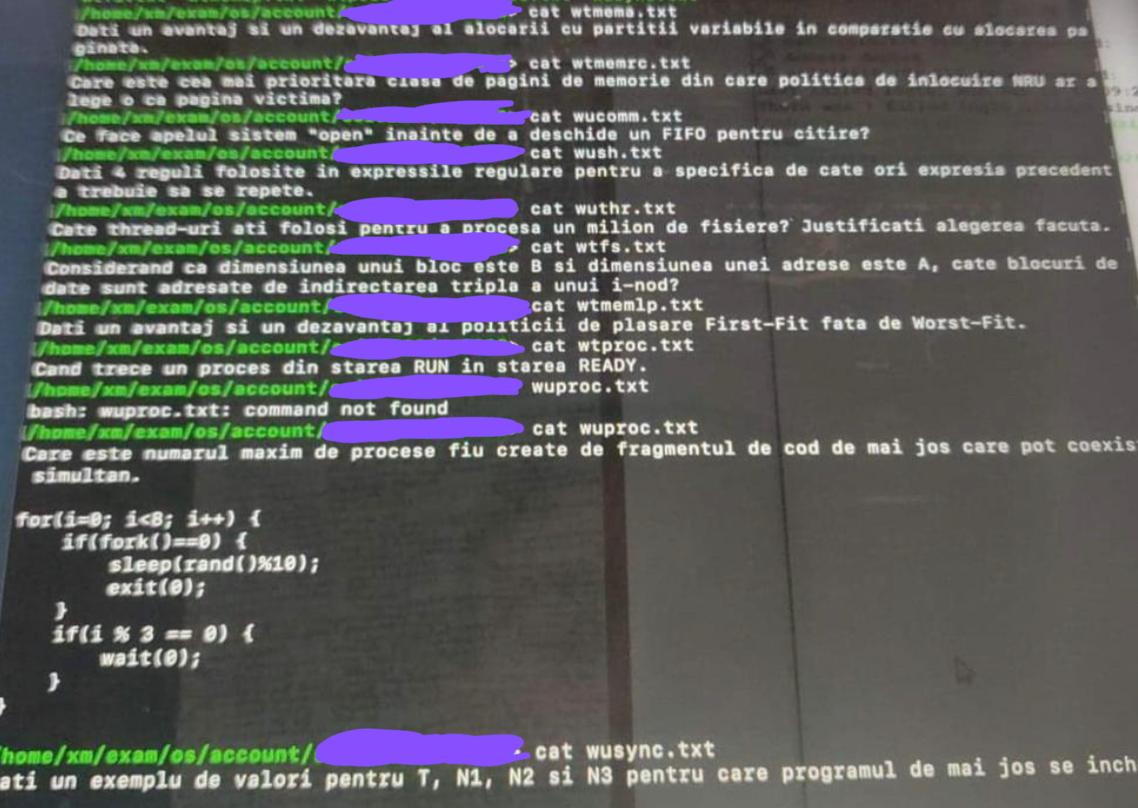 /home/xm/exam/os/account/ cat wtmema.txt
Dati un avantaj si un dezavantaj al alocarii cu partitii variabile in comparatie cu alocarea pa
ginata.
/home/xm/exam/os/account/ > cat wtmemrc.txt
Care este cea mai prioritara clasa de pagini de memorie din care politica de inlocuire NRU ar a
lege o ca pagina victima?
/home/xm/exam/os/account/ cat wucomm.txt
Ce face apelul sistem "open" inainte de a deschide un FIFO pentru citire?
/home/xm/exam/os/account/ cat wush.txt
Dati 4 reguli folosite in expressile regulare pentru a specifica de cate ori expresia precedent
a trebuie sa se repete.
/home/xm/exam/os/account/ cat wuthr.txt
Cate thread-uri ati folosi pentru a procesa un milion de fisiere? Justificati alegerea facuta.
/home/xm/exam/os/account/ > cat wtfs.txt
Considerand ca dimensiunea unui bloc este B si dimensiunea unei adrese este A, cate blocuri de
date sunt adresate de indirectarea tripla a unui i-nod?
/home/xm/exam/os/account/ cat wtmemlp.txt
Dati un avantaj si un dezavantaj al politicii de plasare First-Fit fata de Worst-Fit.
/home/xm/exam/os/account/ cat wtproc.txt
Cand trece un proces din starea RUN in starea READY.
/home/xm/exam/os/account/ wuproc.txt
bash: wuproc.txt: command not found
/home/xm/exam/os/account/ cat wuproc.txt
Care este numarul maxim de procese fiu create de fragmentul de cod de mai jos care pot coexis
simultan.
for(i=0; i<8; i++) {
if(fork()==0) {
sleep(rand()%10);
exit(0);
}
if(i % 3 == 0) {
wait(0);
}
}
/home/xm/exam/os/account/ cat wusync.txt
ati un exemplu de valori pentru T, N1, N2 si N3 pentru care programul de mai jos se inch